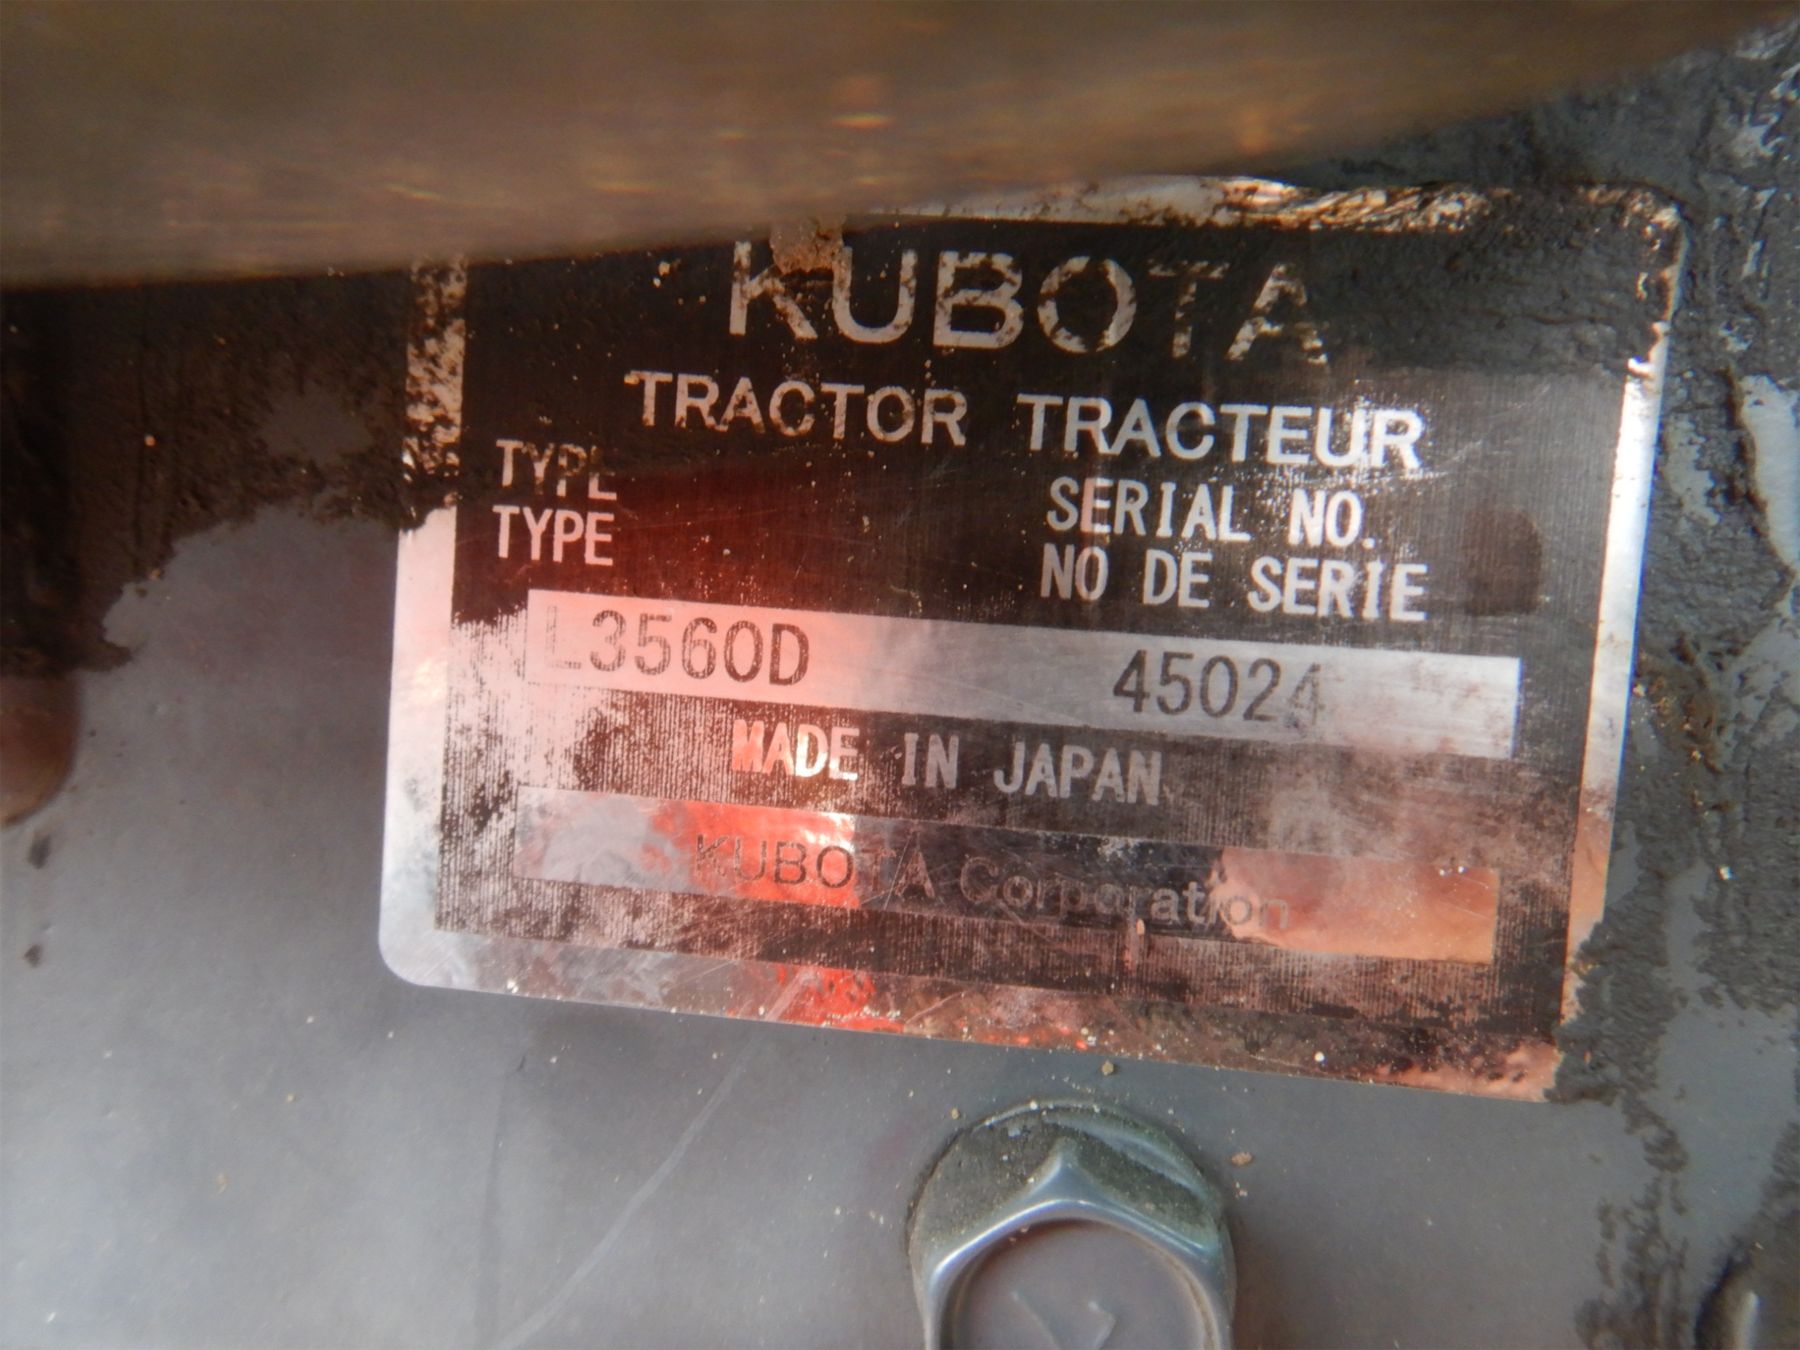 KUBOTA
TRACTOR TRACTEUR
TYPE
TYPE
SERIAL NO.
NO DE SERIE
L3560D 45024
MADE IN JAPAN
KUBOTA Corporation